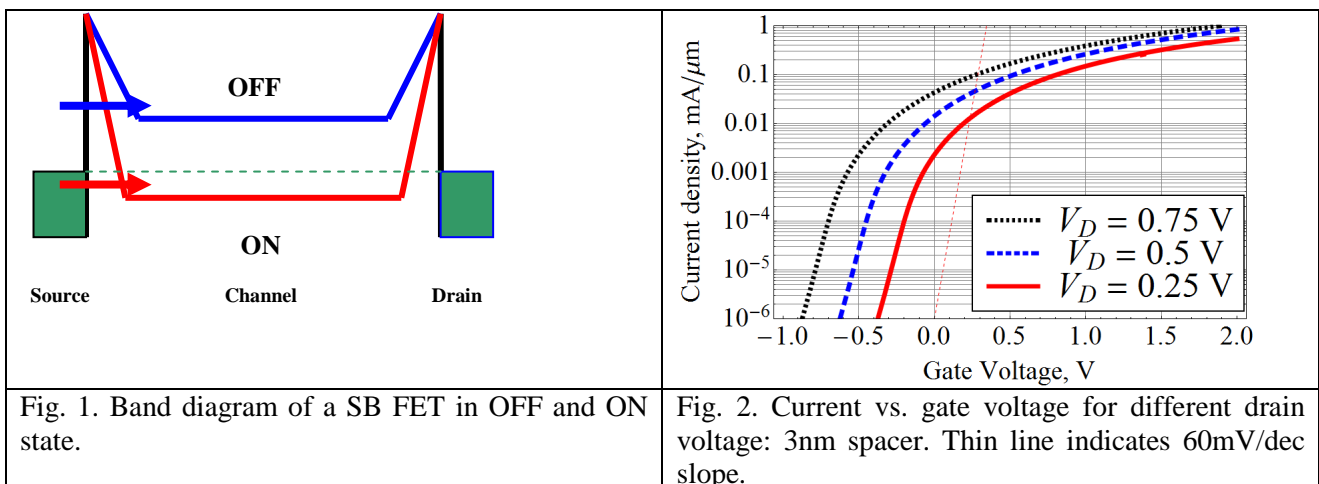 OFF
ON
Source Channel Drain
Current density, mA/μm
1
0.1
0.01
0.001
10⁻⁴
10⁻⁵
10⁻⁶
V_D = 0.75 V
V_D = 0.5 V
V_D = 0.25 V
−1.0 −0.5 0.0 0.5 1.0 1.5 2.0
Gate Voltage, V
Fig. 1. Band diagram of a SB FET in OFF and ON
state.
Fig. 2. Current vs. gate voltage for different drain
voltage: 3nm spacer. Thin line indicates 60mV/dec
slope.